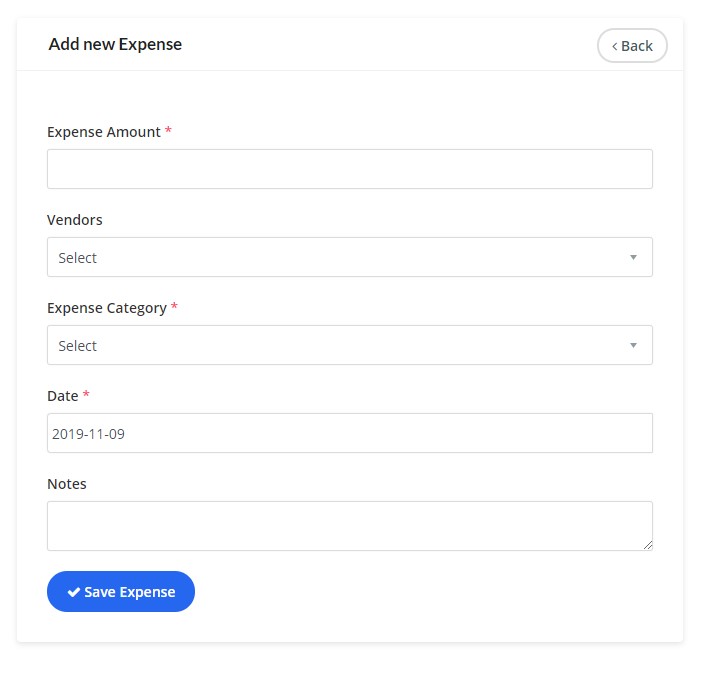 Add new Expense
‹ Back
Expense Amount *
Vendors
Select
Expense Category *
Select
Date *
2019-11-09
Notes
Save Expense